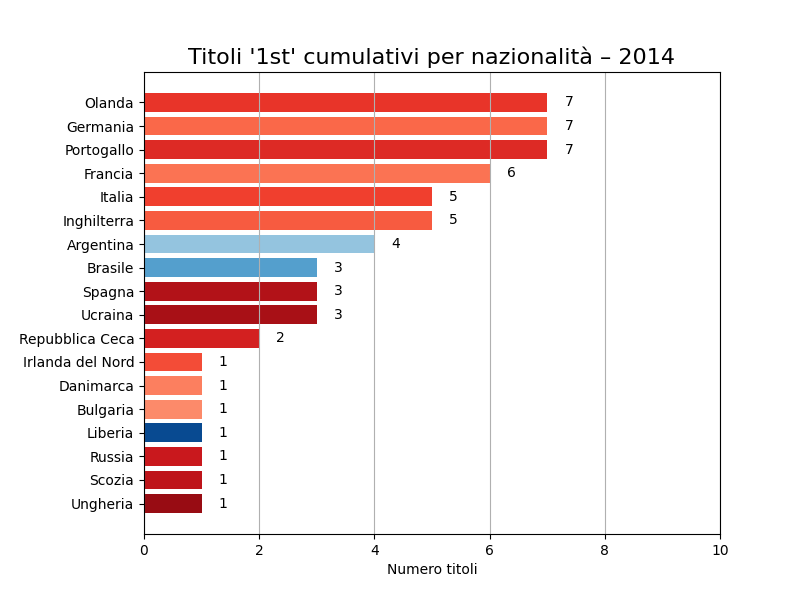 Titoli '1st' cumulativi per nazionalità – 2014
Olanda 7
Germania 7
Portogallo 7
Francia 6
Italia 5
Inghilterra 5
Argentina 4
Brasile 3
Spagna 3
Ucraina 3
Repubblica Ceca 2
Irlanda del Nord 1
Danimarca 1
Bulgaria 1
Liberia 1
Russia 1
Scozia 1
Ungheria 1
0 2 4 6 8 10
Numero titoli